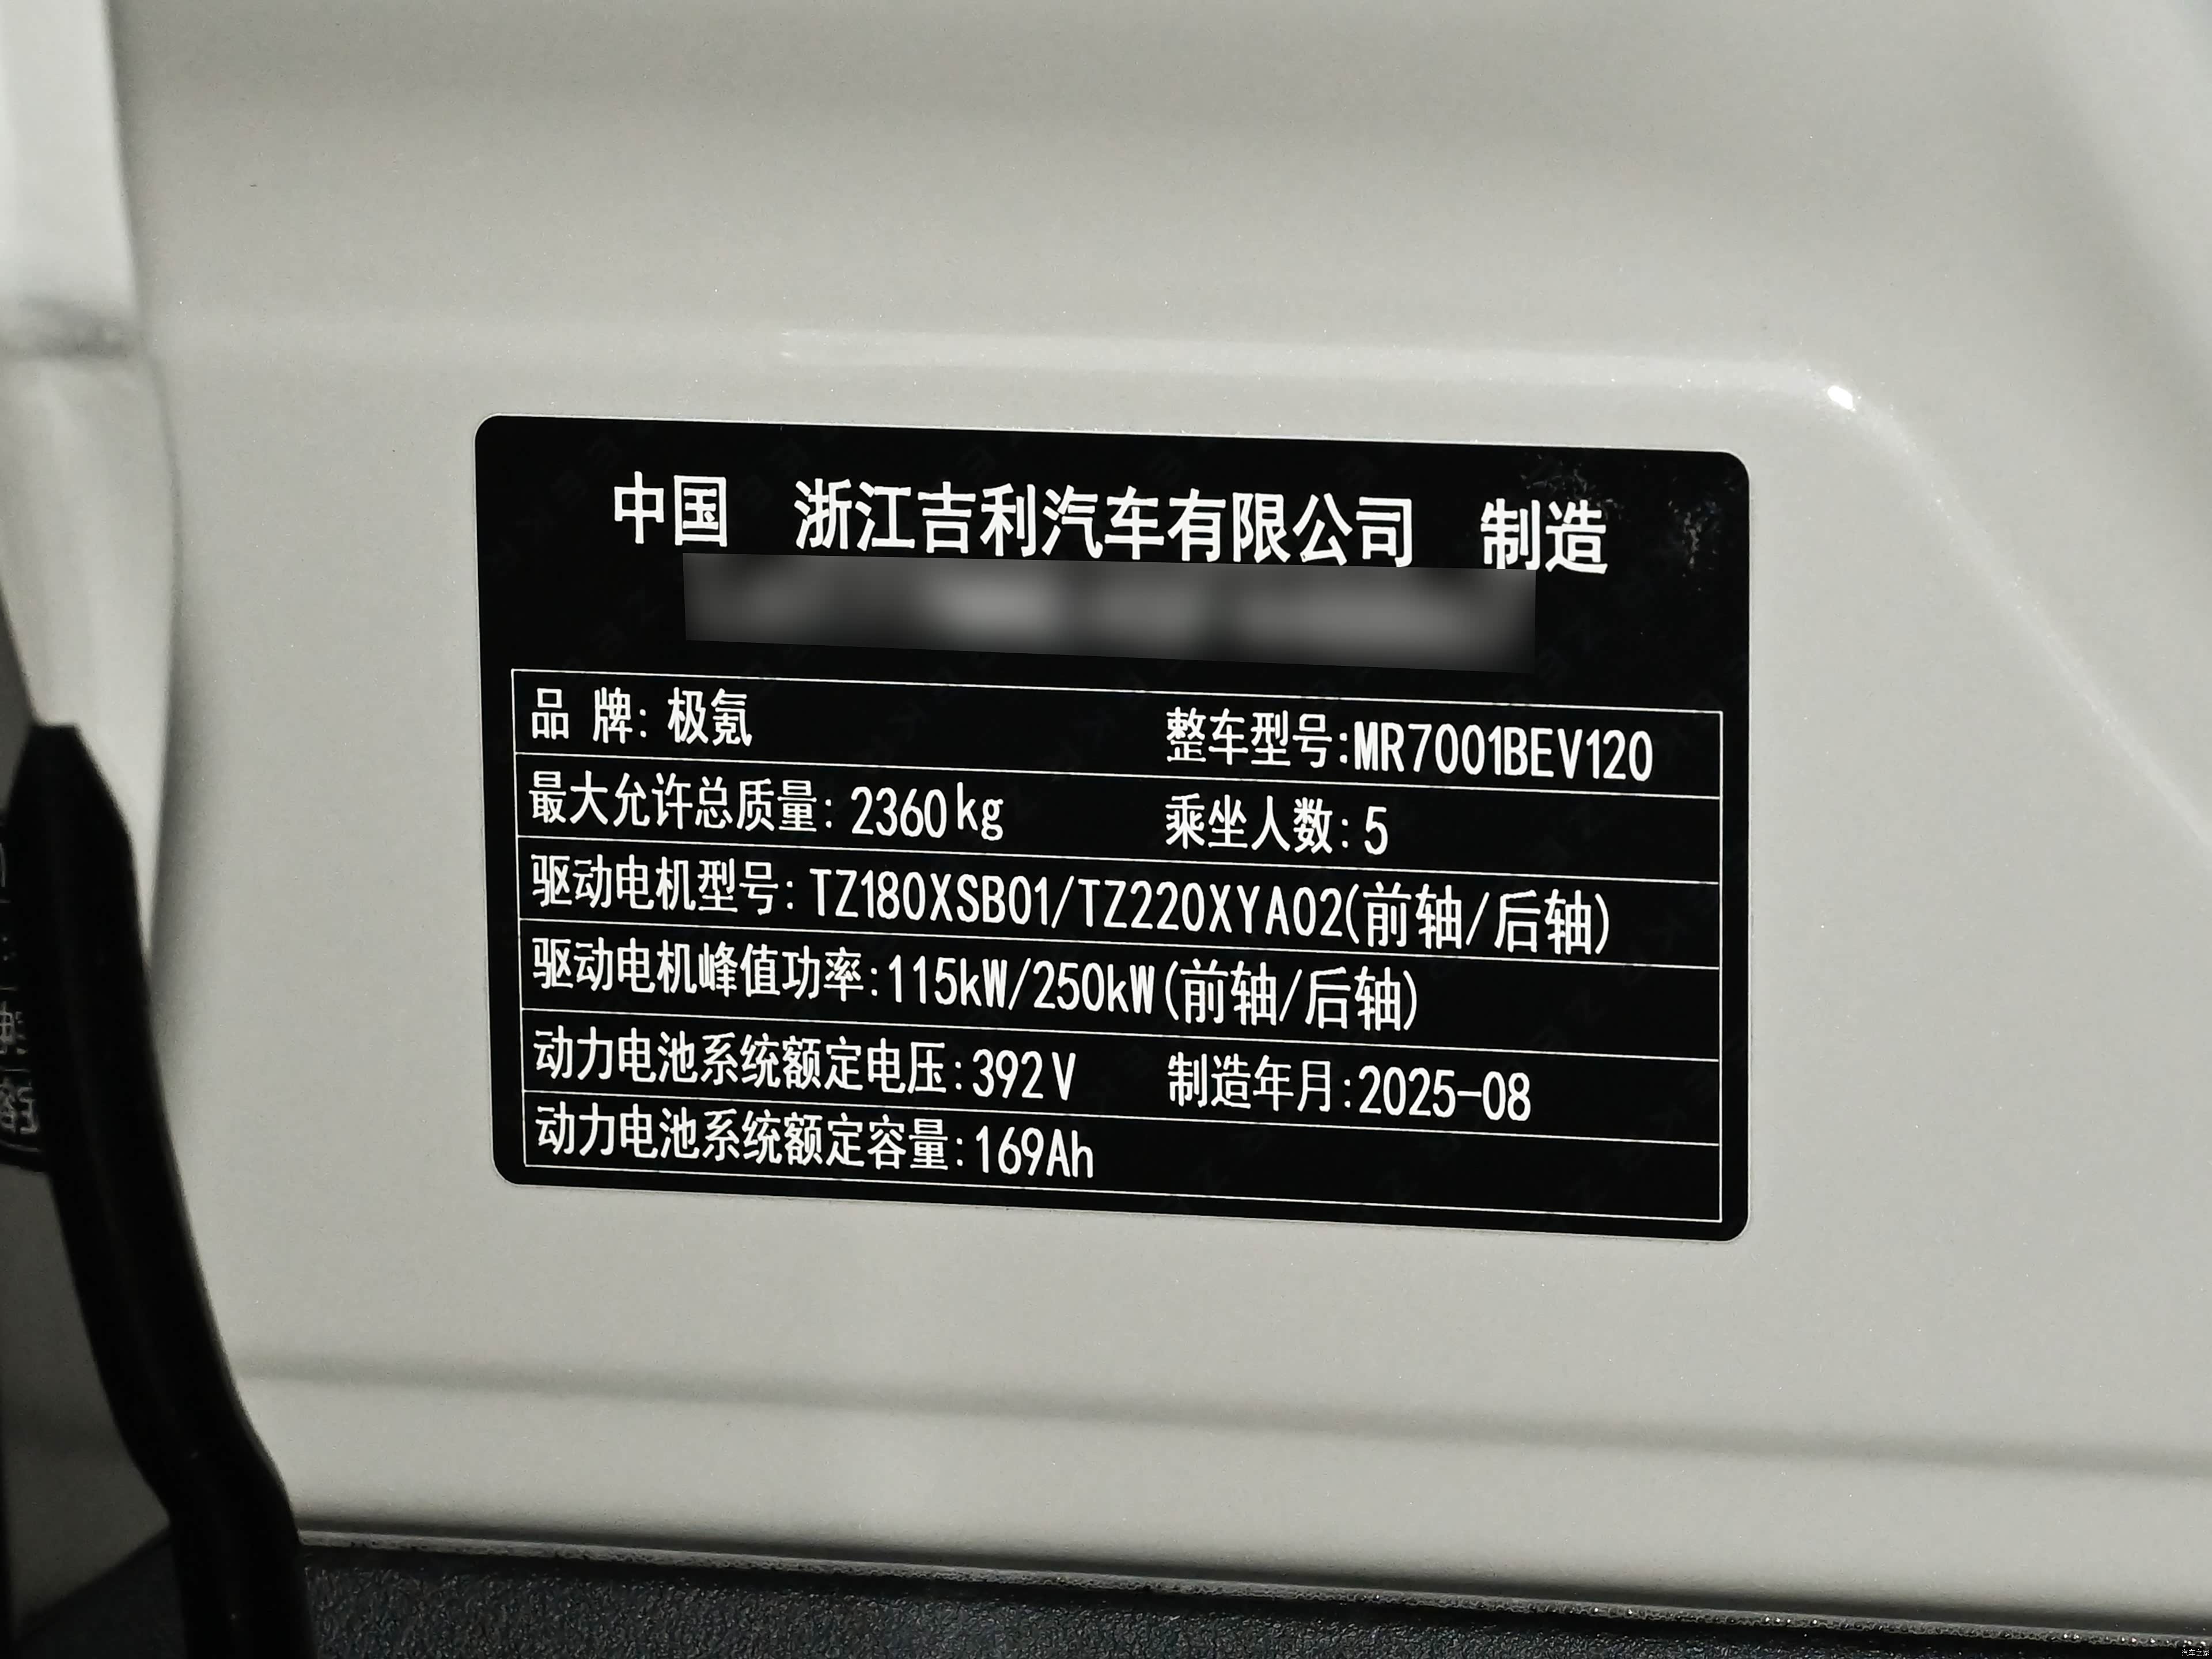 中国 浙江吉利汽车有限公司 制造
品 牌: 极氪 整车型号:MR7001BEV120
最大允许总质量: 2360kg 乘坐人数: 5
驱动电机型号: TZ180XSB01/TZ220XYA02(前轴/后轴)
驱动电机峰值功率:115kW/250kW(前轴/后轴)
动力电池系统额定电压:392V 制造年月:2025-08
动力电池系统额定容量:169Ah
汽车之家